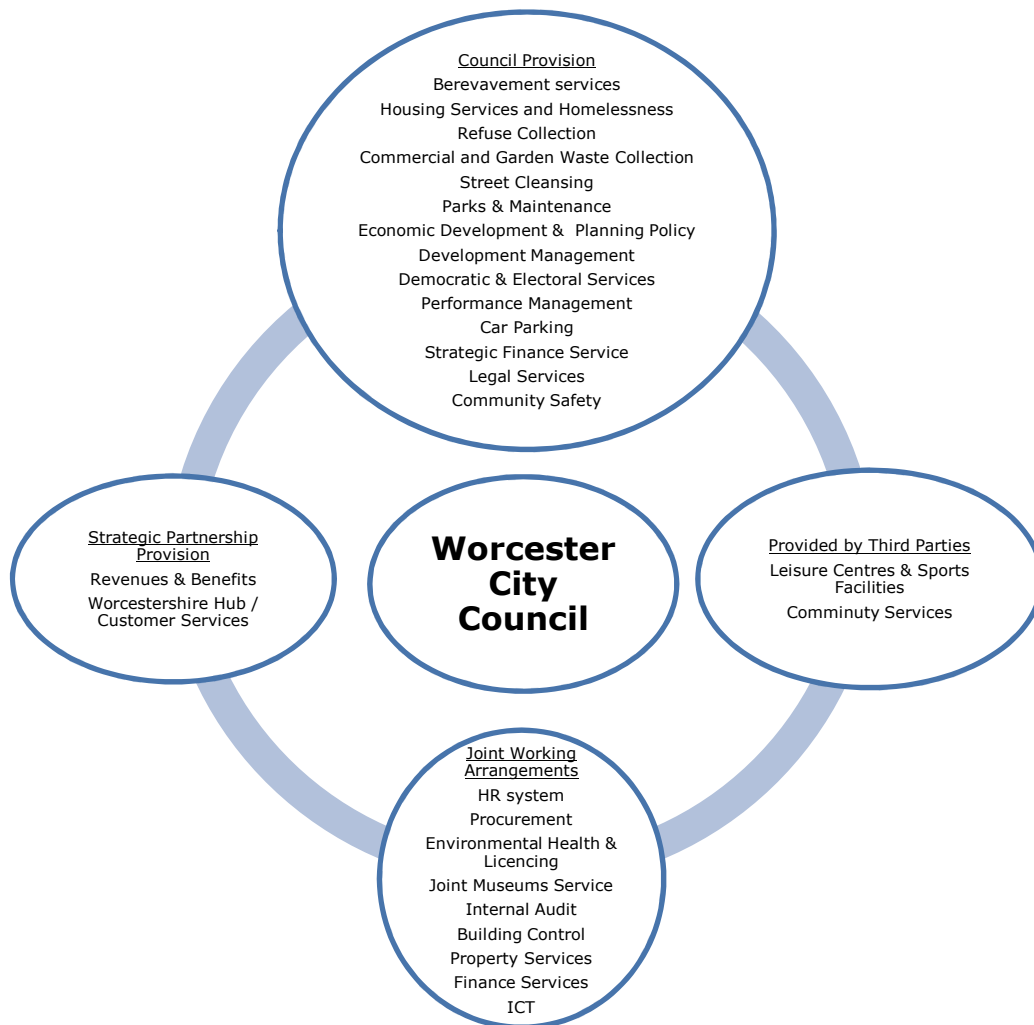 Council Provision
Berevavement services
Housing Services and Homelessness
Refuse Collection
Commercial and Garden Waste Collection
Street Cleansing
Parks & Maintenance
Economic Development &  Planning Policy
Development Management
Democratic & Electoral Services
Performance Management
Car Parking
Strategic Finance Service
Legal Services
Community Safety
Strategic Partnership
Provision
Revenues & Benefits
Worcestershire Hub /
Customer Services
Worcester
City
Council
Provided by Third Parties
Leisure Centres & Sports
Facilities
Comminuty Services
Joint Working
Arrangements
HR system
Procurement
Environmental Health &
Licencing
Joint Museums Service
Internal Audit
Building Control
Property Services
Finance Services
ICT